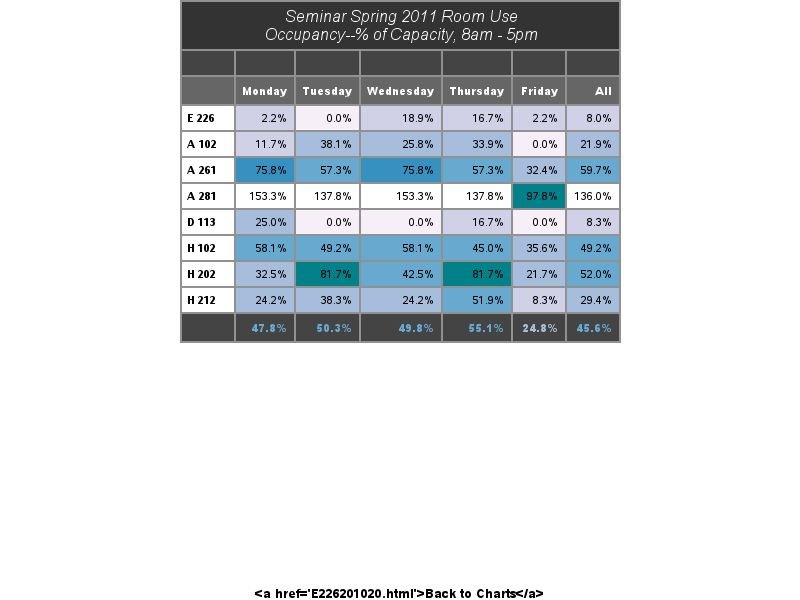 Seminar Spring 2011 Room Use
Occupancy--% of Capacity, 8am - 5pm
Monday Tuesday Wednesday Thursday Friday All
E 226 2.2% 0.0% 18.9% 16.7% 2.2% 8.0%
A 102 11.7% 38.1% 25.8% 33.9% 0.0% 21.9%
A 261 75.8% 57.3% 75.8% 57.3% 32.4% 59.7%
A 281 153.3% 137.8% 153.3% 137.8% 97.8% 136.0%
D 113 25.0% 0.0% 0.0% 16.7% 0.0% 8.3%
H 102 58.1% 49.2% 58.1% 45.0% 35.6% 49.2%
H 202 32.5% 81.7% 42.5% 81.7% 21.7% 52.0%
H 212 24.2% 38.3% 24.2% 51.9% 8.3% 29.4%
47.8% 50.3% 49.8% 55.1% 24.8% 45.6%
<a href='E226201020.html'>Back to Charts</a>